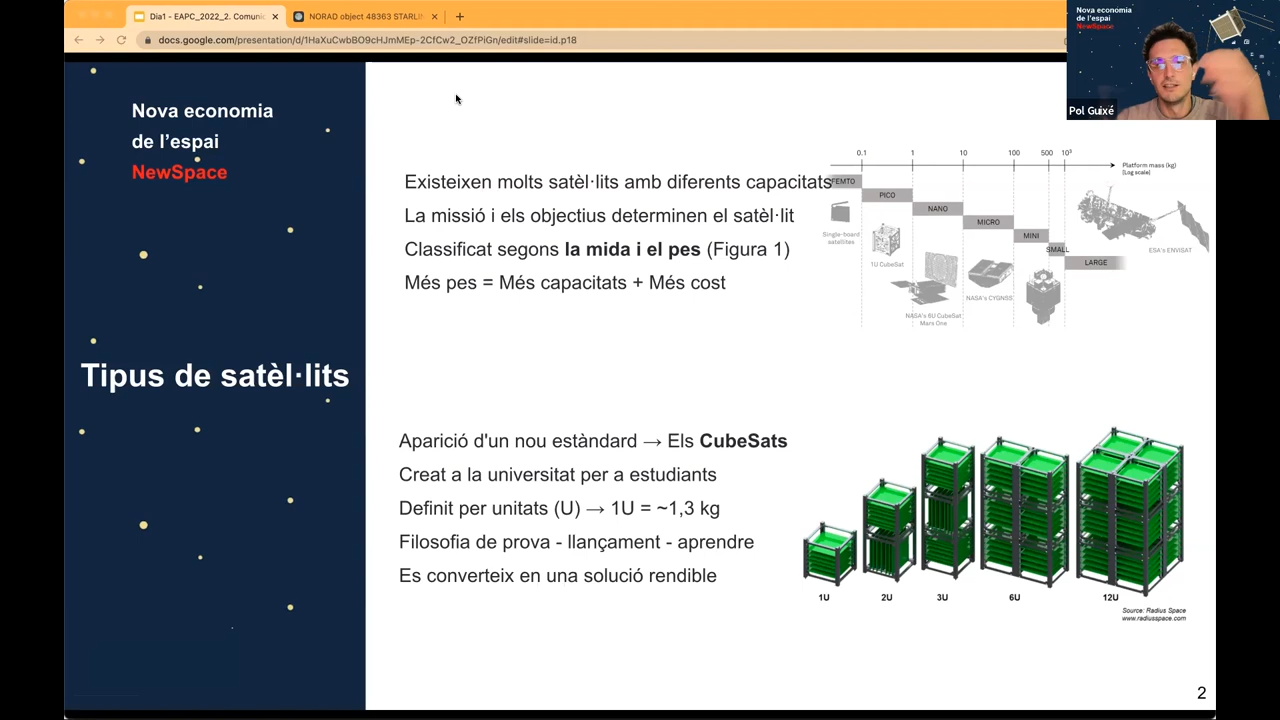 Dia1 - EAPC_2022_2. Comunic
NORAD object 48363 STARLIN
docs.google.com/presentation/d/1HaXuCwbBO9cHJmMEp-2CfCw2_OZfPiGn/edit#slide=id.p18
Nova economia
de l'espai
NewSpace
Pol Guixé
Nova economia
de l'espai
NewSpace
Tipus de satèl·lits
Existeixen molts satèl·lits amb diferents capacitats
La missió i els objectius determinen el satèl·lit
Classificat segons la mida i el pes (Figura 1)
Més pes = Més capacitats + Més cost
0.1 1 10 100 500 10³
Platform mass (kg)
(Log scale)
FEMTO
PICO
NANO
MICRO
MINI
SMALL
LARGE
Single-board
satellites
1U CubeSat
NASA's 6U CubeSat
Mars One
NASA's CYGNSS
ESA's ENVISAT
Aparició d'un nou estàndard → Els CubeSats
Creat a la universitat per a estudiants
Definit per unitats (U) → 1U = ~1,3 kg
Filosofia de prova - llançament - aprendre
Es converteix en una solució rendible
1U 2U 3U 6U 12U
Source: Radius Space
www.radiusspace.com
2